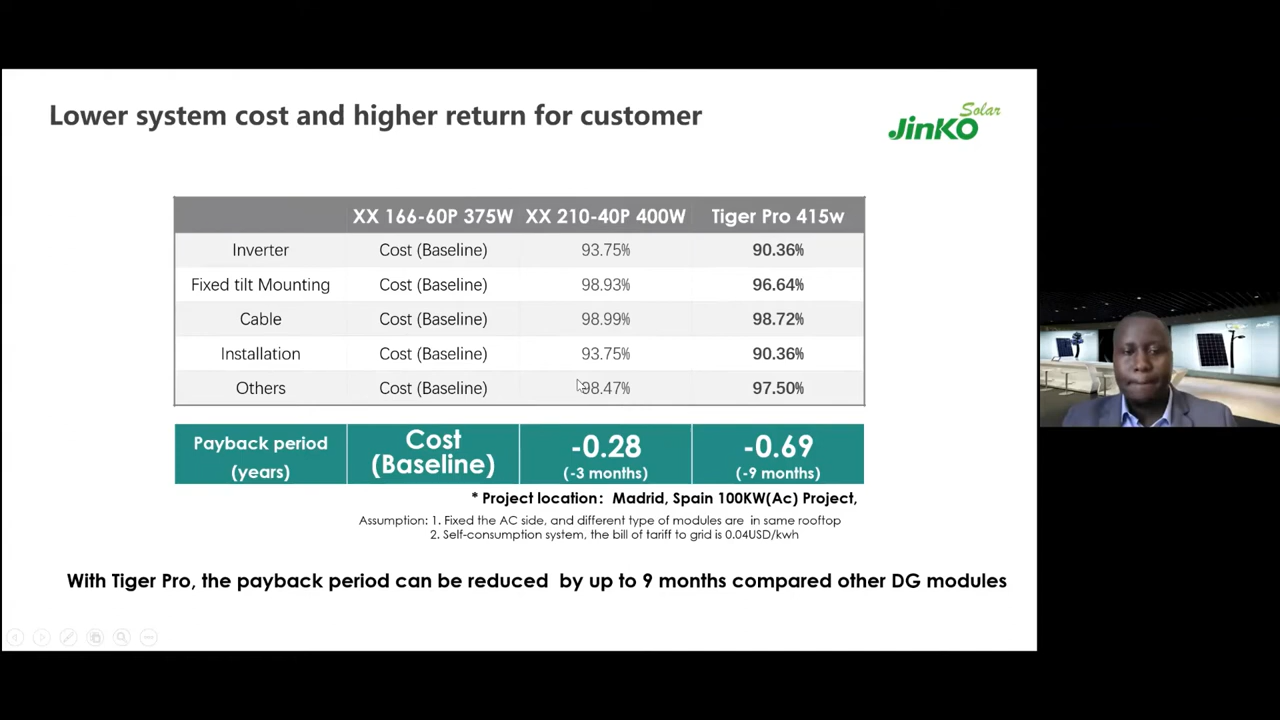 Lower system cost and higher return for customer
Solar
JinKO
XX 166-60P 375W XX 210-40P 400W Tiger Pro 415w
Inverter Cost (Baseline) 93.75% 90.36%
Fixed tilt Mounting Cost (Baseline) 98.93% 96.64%
Cable Cost (Baseline) 98.99% 98.72%
Installation Cost (Baseline) 93.75% 90.36%
Others Cost (Baseline) 98.47% 97.50%
Payback period (years) Cost (Baseline) -0.28 (-3 months) -0.69 (-9 months)
* Project location: Madrid, Spain 100KW(Ac) Project,
Assumption: 1. Fixed the AC side, and different type of modules are in same rooftop
2. Self-consumption system, the bill of tariff to grid is 0.04USD/kwh
With Tiger Pro, the payback period can be reduced by up to 9 months compared other DG modules